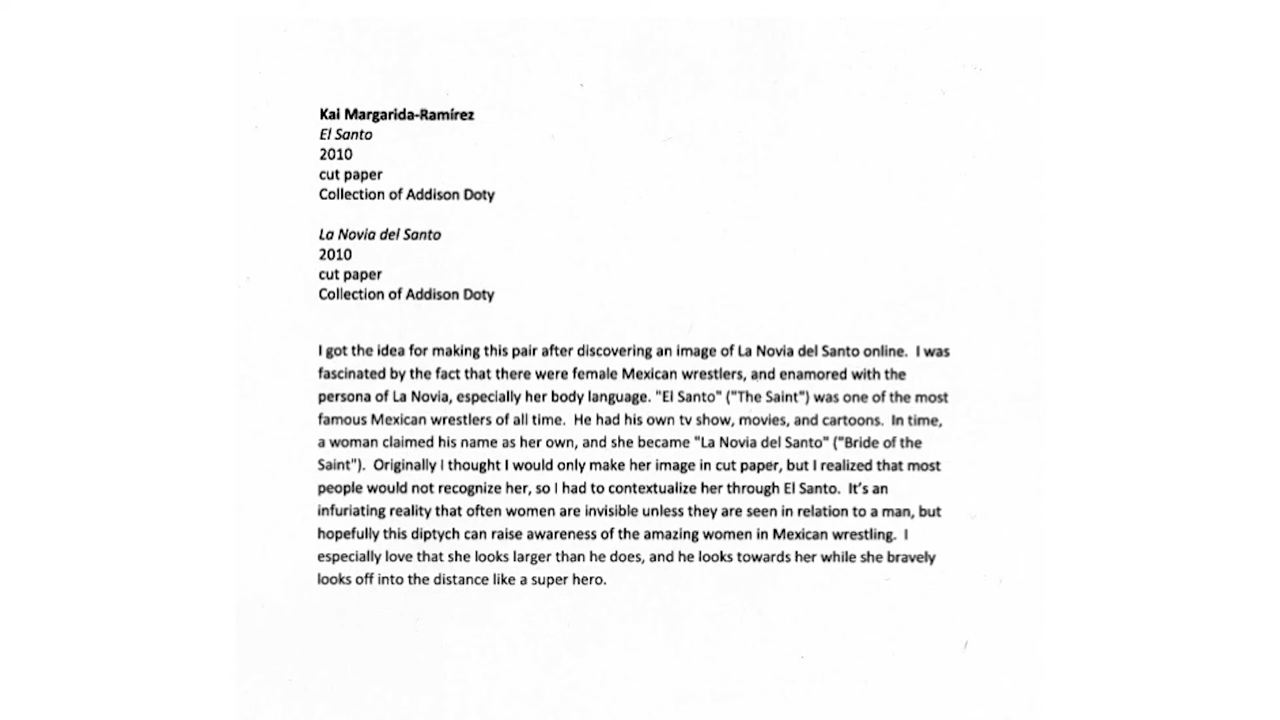 Kai Margarida-Ramírez
El Santo
2010
cut paper
Collection of Addison Doty
La Novia del Santo
2010
cut paper
Collection of Addison Doty
I got the idea for making this pair after discovering an image of La Novia del Santo online.  I was
fascinated by the fact that there were female Mexican wrestlers, and enamored with the
persona of La Novia, especially her body language. "El Santo" ("The Saint") was one of the most
famous Mexican wrestlers of all time.  He had his own tv show, movies, and cartoons.  In time,
a woman claimed his name as her own, and she became "La Novia del Santo" ("Bride of the
Saint").  Originally I thought I would only make her image in cut paper, but I realized that most
people would not recognize her, so I had to contextualize her through El Santo.  It's an
infuriating reality that often women are invisible unless they are seen in relation to a man, but
hopefully this diptych can raise awareness of the amazing women in Mexican wrestling.  I
especially love that she looks larger than he does, and he looks towards her while she bravely
looks off into the distance like a super hero.